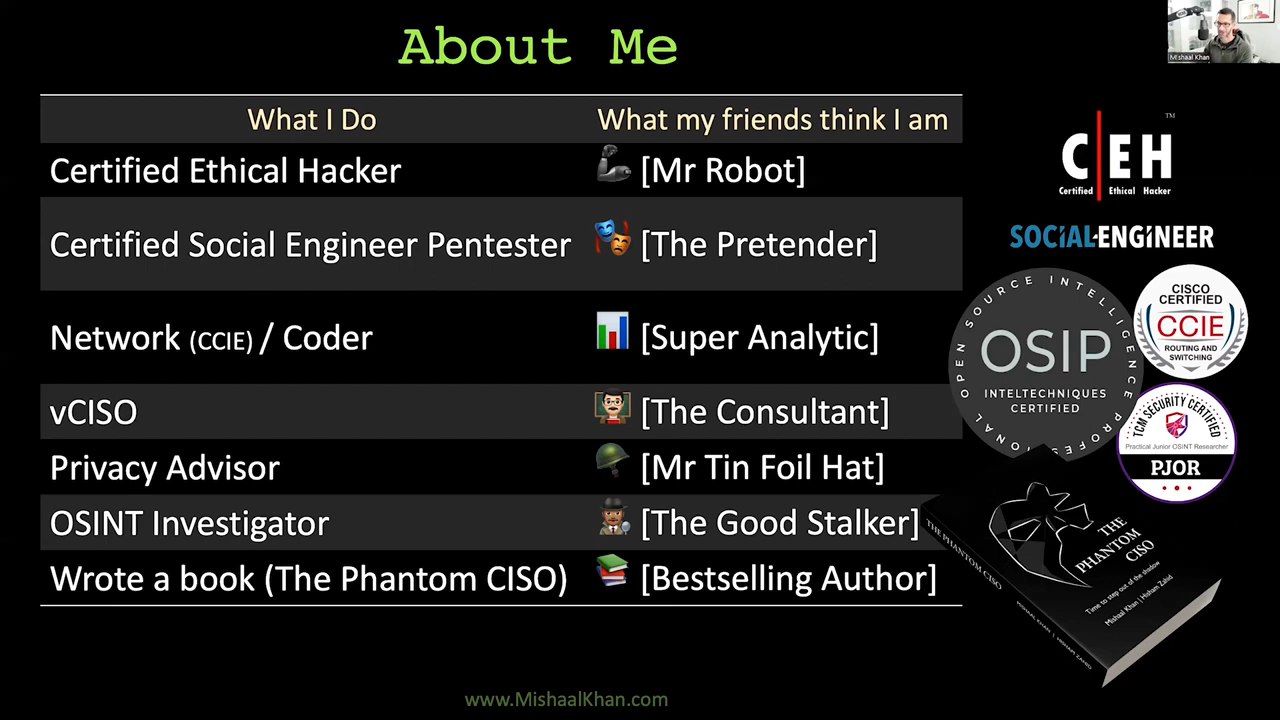 About Me
Mishaal Khan
What I Do
What my friends think I am
Certified Ethical Hacker
[Mr Robot]
Certified Social Engineer Pentester
[The Pretender]
Network (CCIE) / Coder
[Super Analytic]
vCISO
[The Consultant]
Privacy Advisor
[Mr Tin Foil Hat]
OSINT Investigator
[The Good Stalker]
Wrote a book (The Phantom CISO)
[Bestselling Author]
CEH
TM
Certified Ethical Hacker
SOCIAL-ENGINEER
OPEN SOURCE INTELLIGENCE PROFESSIONAL
OSIP
INTELTECHNIQUES
CERTIFIED
CISCO
CERTIFIED
CCIE
ROUTING AND
SWITCHING
TCM SECURITY CERTIFIED
Practical Junior OSINT Researcher
PJOR
THE PHANTOM CISO
MISHAAL KHAN | HISHAM ZAHID
THE
PHANTOM
CISO
Time to step out of the shadow
Mishaal Khan | Hisham Zahid
www.MishaalKhan.com